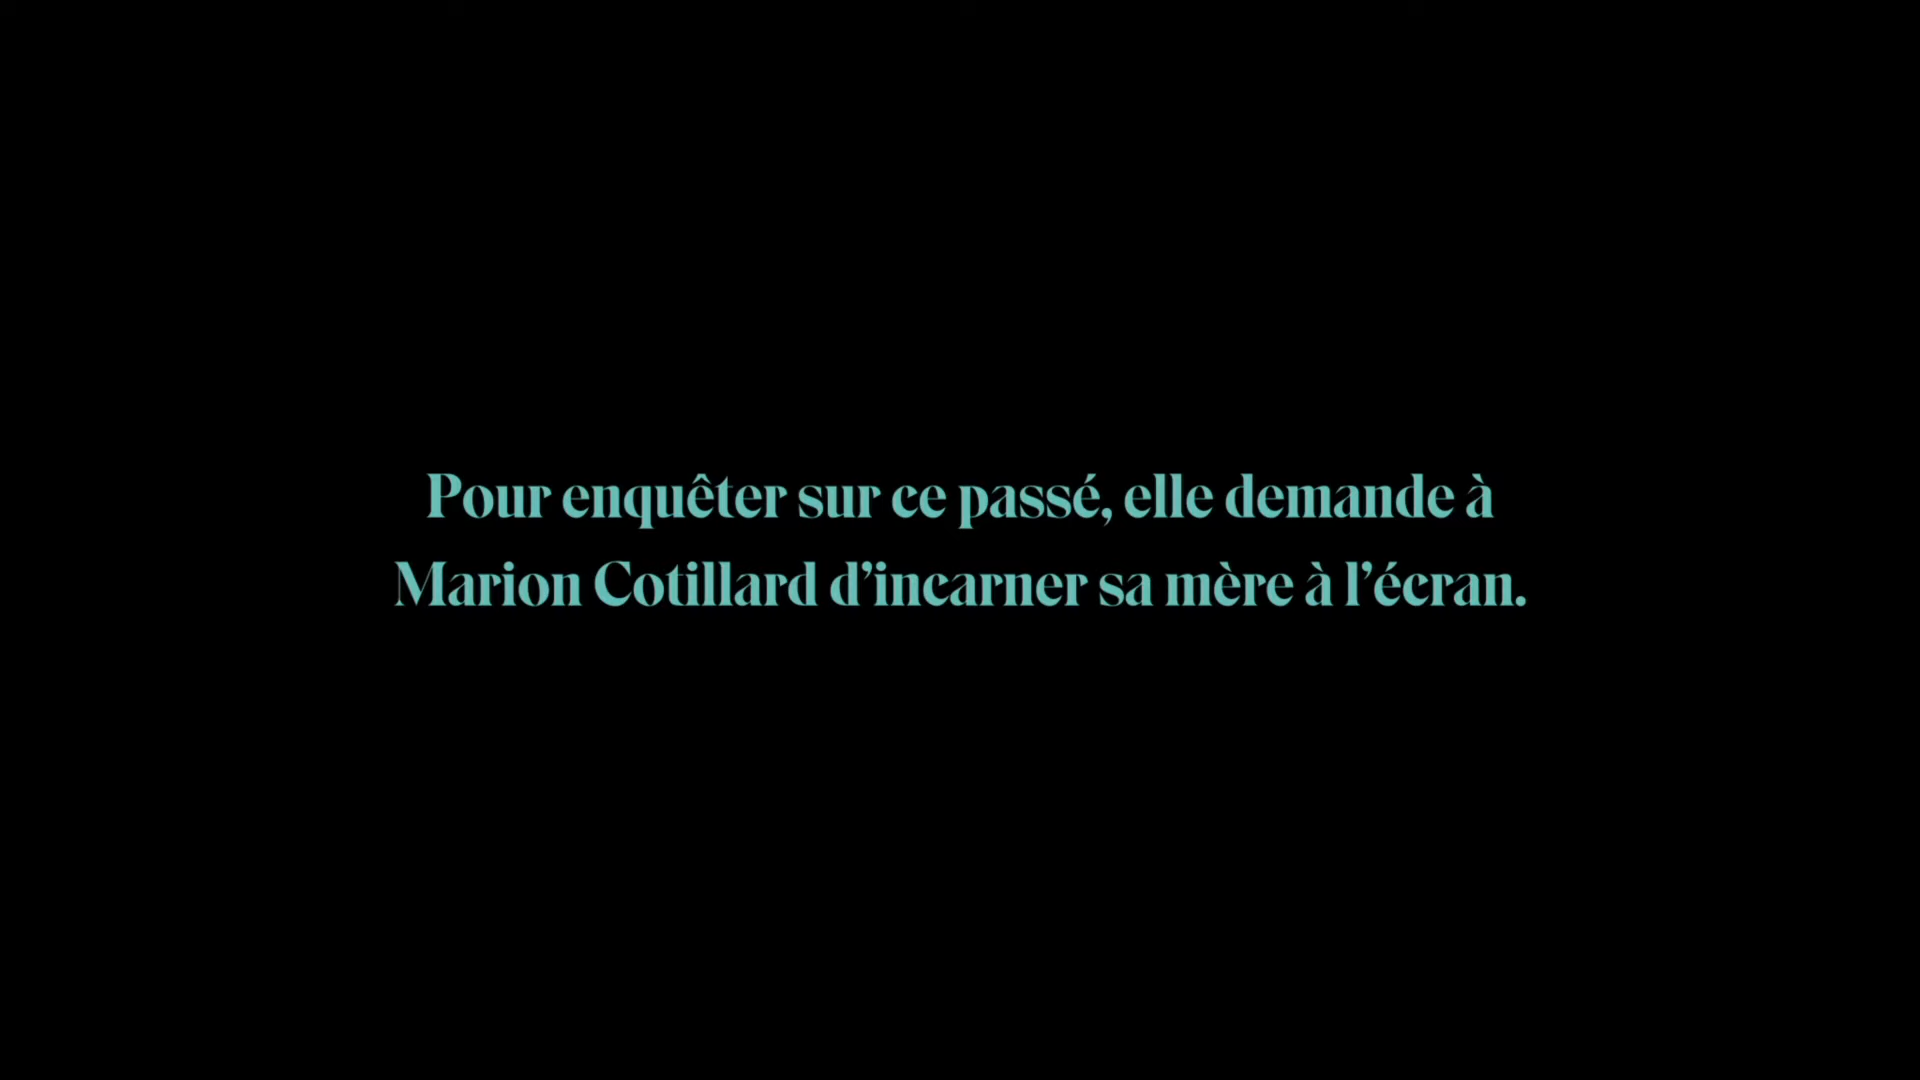 Pour enquêter sur ce passé, elle demande à
Marion Cotillard d’incarner sa mère à l’écran.